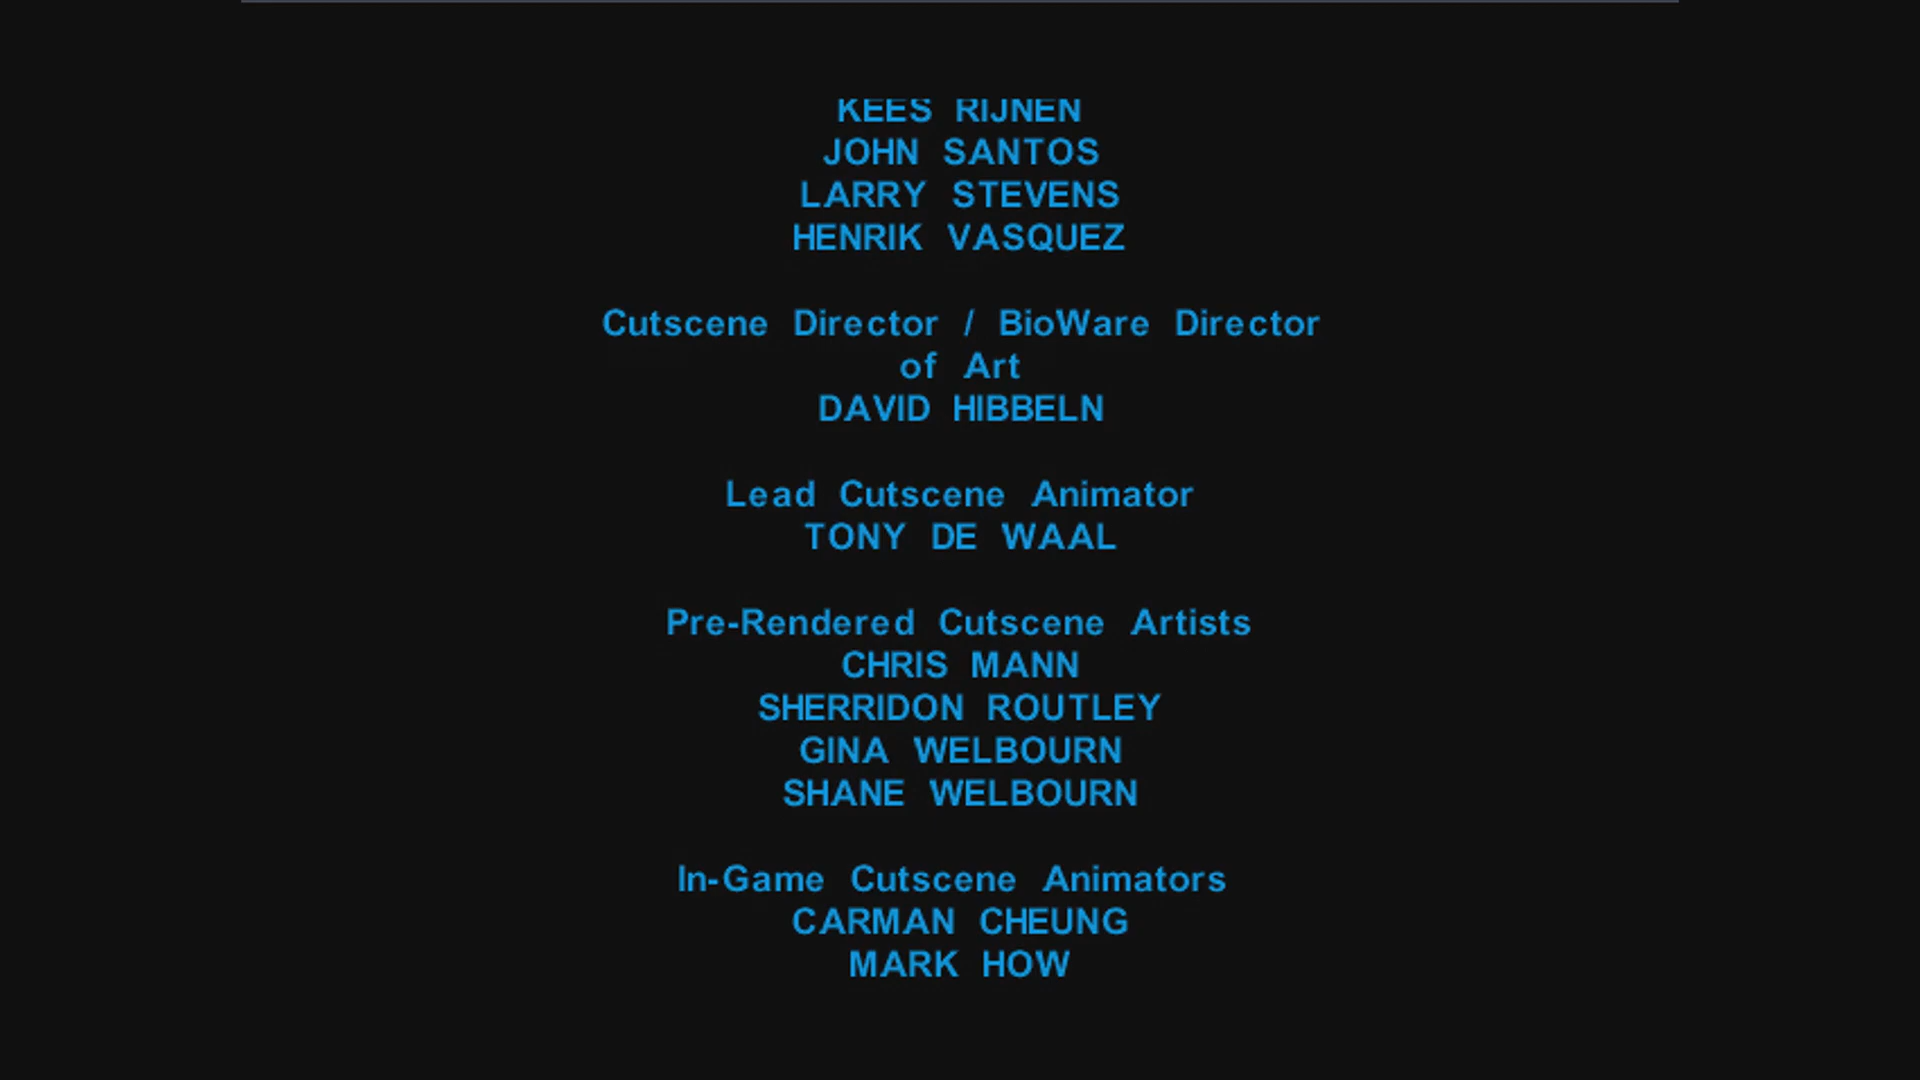 KEES RIJNEN
JOHN SANTOS
LARRY STEVENS
HENRIK VASQUEZ
Cutscene Director / BioWare Director
of Art
DAVID HIBBELN
Lead Cutscene Animator
TONY DE WAAL
Pre-Rendered Cutscene Artists
CHRIS MANN
SHERRIDON ROUTLEY
GINA WELBOURN
SHANE WELBOURN
In-Game Cutscene Animators
CARMAN CHEUNG
MARK HOW